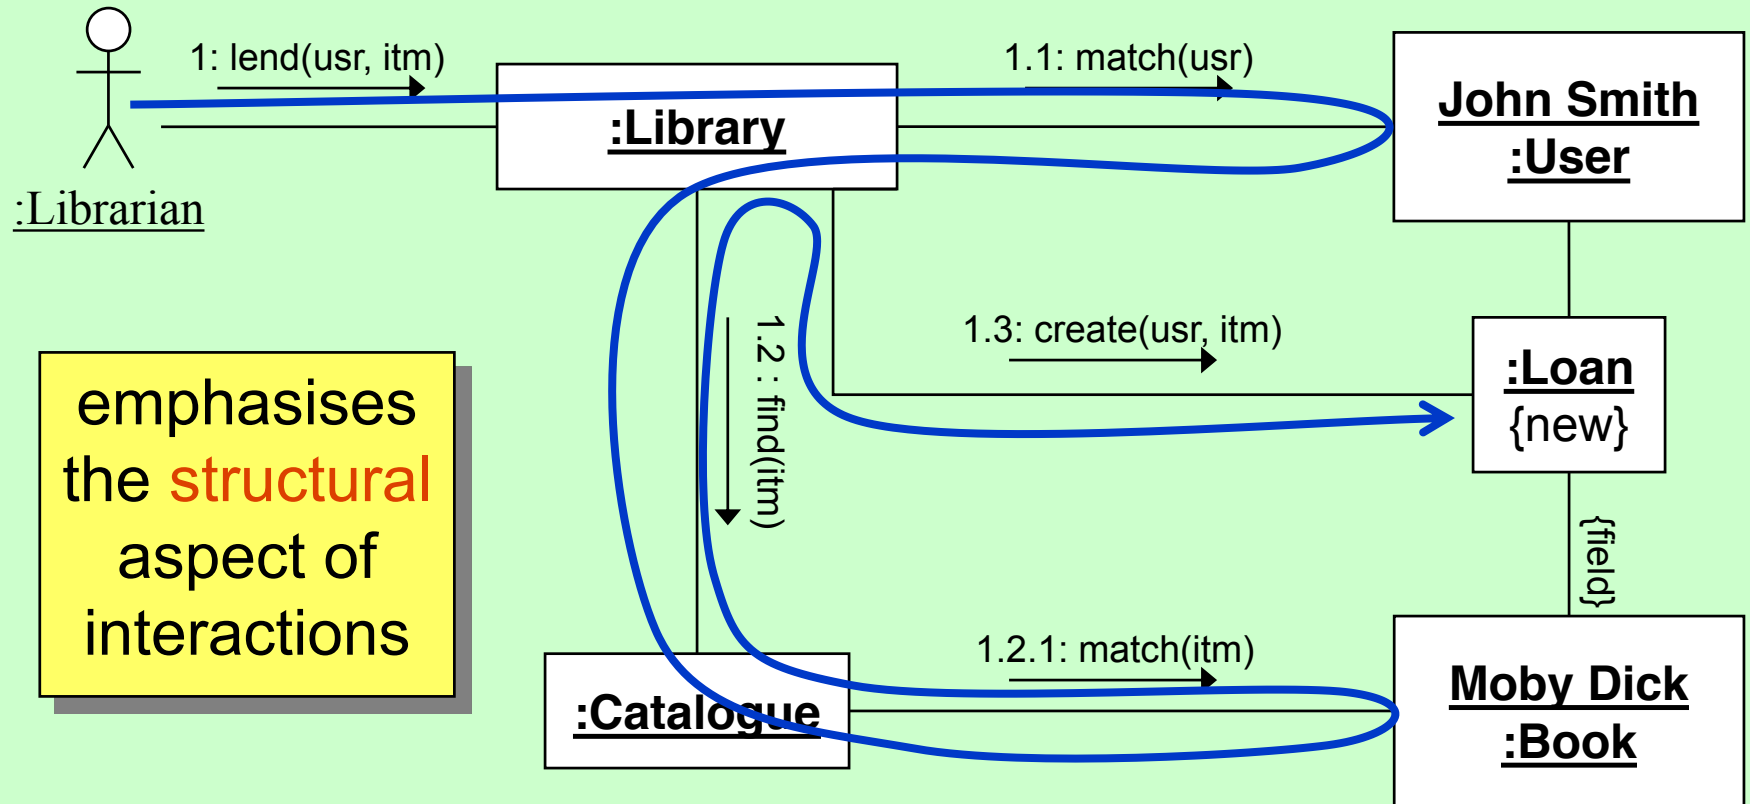 1: lend(usr, itm)
1.1: match(usr)
:Library
John Smith
:User
:Librarian
1.2 : find(itm)
1.3: create(usr, itm)
:Loan
{new}
emphasises
the structural
aspect of
interactions
{field}
1.2.1: match(itm)
:Catalogue
Moby Dick
:Book